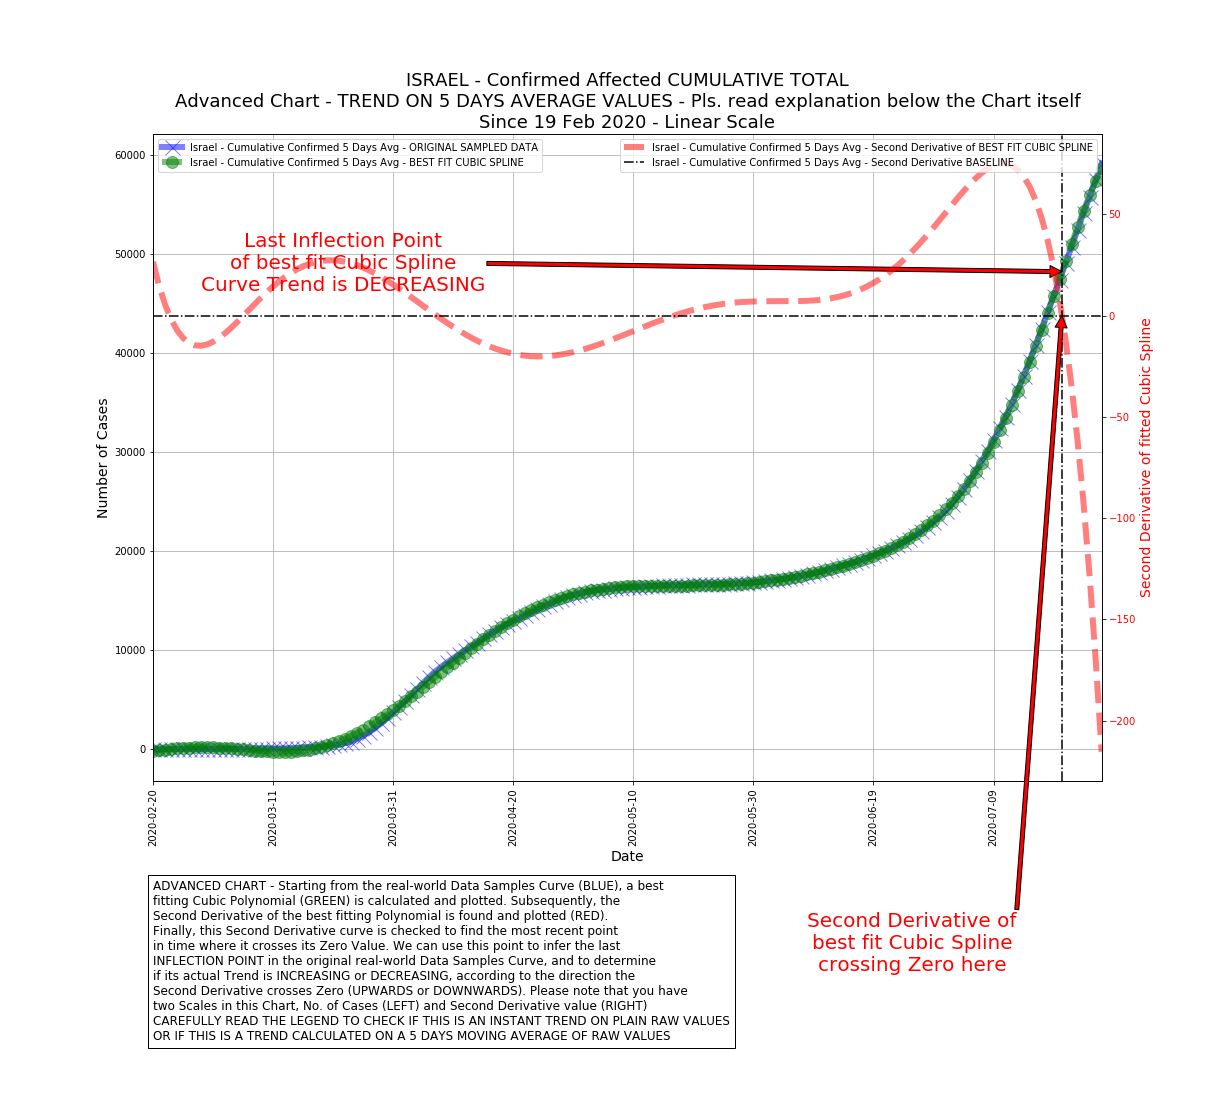 ISRAEL - Confirmed Affected CUMULATIVE TOTAL
Advanced Chart - TREND ON 5 DAYS AVERAGE VALUES - Pls. read explanation below the Chart itself
Since 19 Feb 2020 - Linear Scale
Israel - Cumulative Confirmed 5 Days Avg - ORIGINAL SAMPLED DATA
Israel - Cumulative Confirmed 5 Days Avg - BEST FIT CUBIC SPLINE
Israel - Cumulative Confirmed 5 Days Avg - Second Derivative of BEST FIT CUBIC SPLINE
Israel - Cumulative Confirmed 5 Days Avg - Second Derivative BASELINE
Last Inflection Point
of best fit Cubic Spline
Curve Trend is DECREASING
Number of Cases
60000
50000
40000
30000
20000
10000
0
50
0
−50
−100
−150
−200
Second Derivative of fitted Cubic Spline
2020-02-20
2020-03-11
2020-03-31
2020-04-20
2020-05-10
2020-05-30
2020-06-19
2020-07-09
Date
Second Derivative of
best fit Cubic Spline
crossing Zero here
ADVANCED CHART - Starting from the real-world Data Samples Curve (BLUE), a best
fitting Cubic Polynomial (GREEN) is calculated and plotted. Subsequently, the
Second Derivative of the best fitting Polynomial is found and plotted (RED).
Finally, this Second Derivative curve is checked to find the most recent point
in time where it crosses its Zero Value. We can use this point to infer the last
INFLECTION POINT in the original real-world Data Samples Curve, and to determine
if its actual Trend is INCREASING or DECREASING, according to the direction the
Second Derivative crosses Zero (UPWARDS or DOWNWARDS). Please note that you have
two Scales in this Chart, No. of Cases (LEFT) and Second Derivative value (RIGHT)
CAREFULLY READ THE LEGEND TO CHECK IF THIS IS AN INSTANT TREND ON PLAIN RAW VALUES
OR IF THIS IS A TREND CALCULATED ON A 5 DAYS MOVING AVERAGE OF RAW VALUES